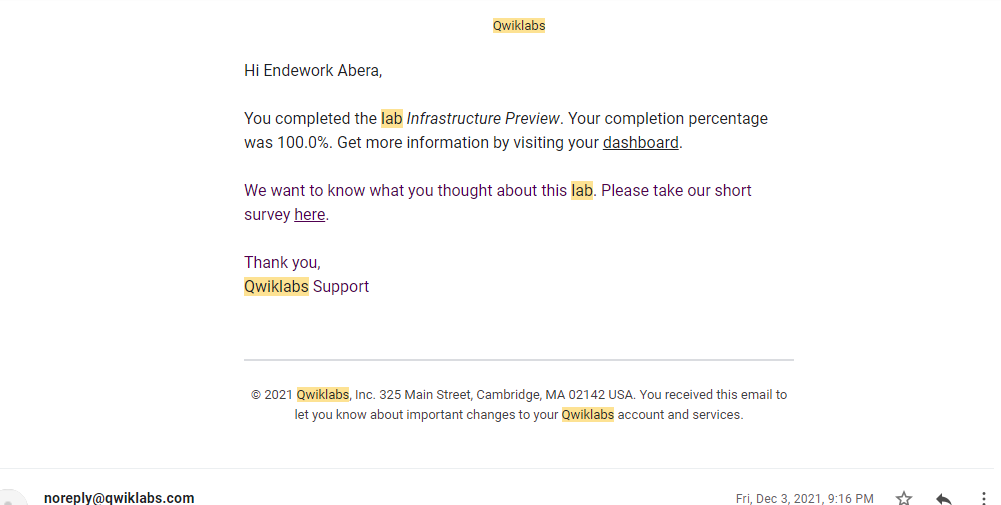 Qwiklabs
Hi Endework Abera,
You completed the lab Infrastructure Preview. Your completion percentage
was 100.0%. Get more information by visiting your dashboard.
We want to know what you thought about this lab. Please take our short
survey here.
Thank you,
Qwiklabs Support
© 2021 Qwiklabs, Inc. 325 Main Street, Cambridge, MA 02142 USA. You received this email to
let you know about important changes to your Qwiklabs account and services.
noreply@qwiklabs.com Fri, Dec 3, 2021, 9:16 PM